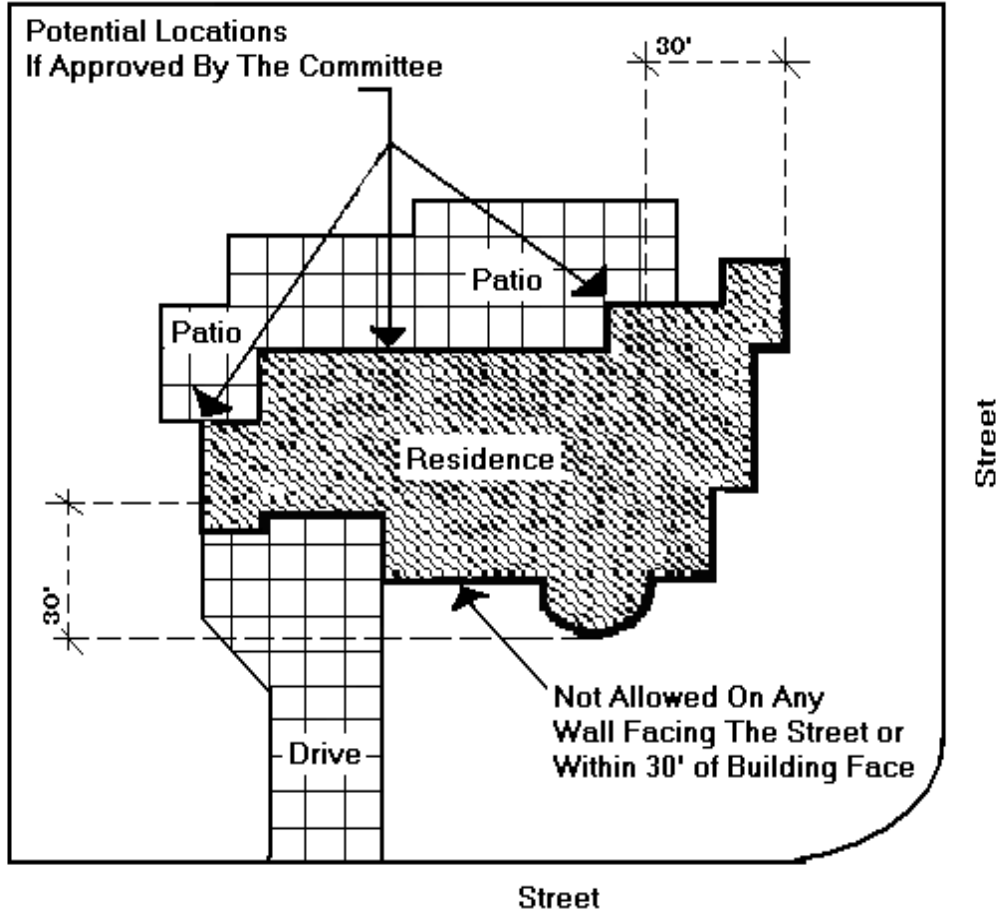 Potential Locations
If Approved By The Committee
30'
Patio
Patio
Residence
Street
30'
Not Allowed On Any
Wall Facing The Street or
Within 30' of Building Face
Drive
Street